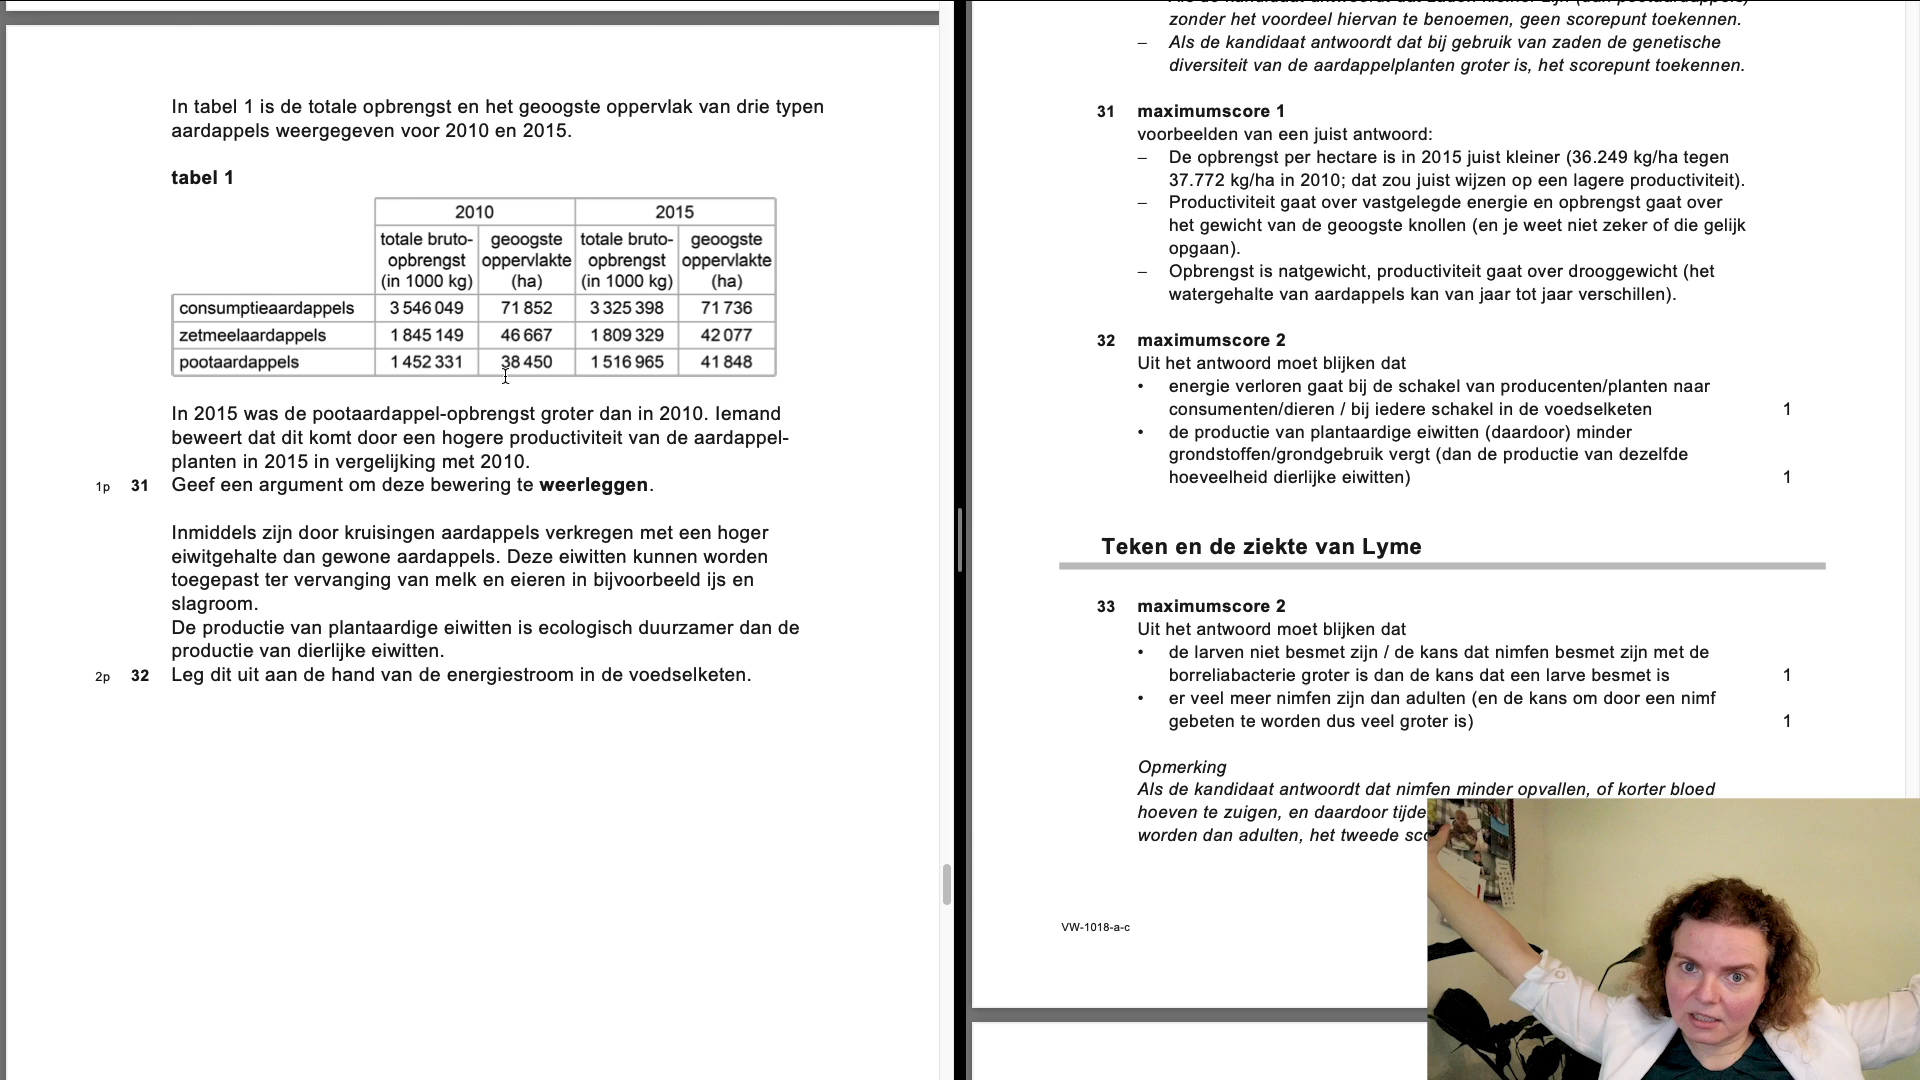 In tabel 1 is de totale opbrengst en het geoogste oppervlak van drie typen
aardappels weergegeven voor 2010 en 2015.
tabel 1
2010 2015
totale bruto-opbrengst (in 1000 kg) geoogste oppervlakte (ha) totale bruto-opbrengst (in 1000 kg) geoogste oppervlakte (ha)
consumptieaardappels 3 546 049 71 852 3 325 398 71 736
zetmeelaardappels 1 845 149 46 667 1 809 329 42 077
pootaardappels 1 452 331 38 450 1 516 965 41 848
In 2015 was de pootaardappel-opbrengst groter dan in 2010. Iemand
beweert dat dit komt door een hogere productiviteit van de aardappel-
planten in 2015 in vergelijking met 2010.
1p 31 Geef een argument om deze bewering te weerleggen.
Inmiddels zijn door kruisingen aardappels verkregen met een hoger
eiwitgehalte dan gewone aardappels. Deze eiwitten kunnen worden
toegepast ter vervanging van melk en eieren in bijvoorbeeld ijs en
slagroom.
De productie van plantaardige eiwitten is ecologisch duurzamer dan de
productie van dierlijke eiwitten.
2p 32 Leg dit uit aan de hand van de energiestroom in de voedselketen.
zonder het voordeel hiervan te benoemen, geen scorepunt toekennen.
– Als de kandidaat antwoordt dat bij gebruik van zaden de genetische
diversiteit van de aardappelplanten groter is, het scorepunt toekennen.
31 maximumscore 1
voorbeelden van een juist antwoord:
– De opbrengst per hectare is in 2015 juist kleiner (36.249 kg/ha tegen
37.772 kg/ha in 2010; dat zou juist wijzen op een lagere productiviteit).
– Productiviteit gaat over vastgelegde energie en opbrengst gaat over
het gewicht van de geoogste knollen (en je weet niet zeker of die gelijk
opgaan).
– Opbrengst is natgewicht, productiviteit gaat over drooggewicht (het
watergehalte van aardappels kan van jaar tot jaar verschillen).
32 maximumscore 2
Uit het antwoord moet blijken dat
• energie verloren gaat bij de schakel van producenten/planten naar
consumenten/dieren / bij iedere schakel in de voedselketen 1
• de productie van plantaardige eiwitten (daardoor) minder
grondstoffen/grondgebruik vergt (dan de productie van dezelfde
hoeveelheid dierlijke eiwitten) 1
Teken en de ziekte van Lyme
33 maximumscore 2
Uit het antwoord moet blijken dat
• de larven niet besmet zijn / de kans dat nimfen besmet zijn met de
borreliabacterie groter is dan de kans dat een larve besmet is 1
• er veel meer nimfen zijn dan adulten (en de kans om door een nimf
gebeten te worden dus veel groter is) 1
Opmerking
Als de kandidaat antwoordt dat nimfen minder opvallen, of korter bloed
hoeven te zuigen, en daardoor
worden dan adulten, het tweede
VW-1018-a-c